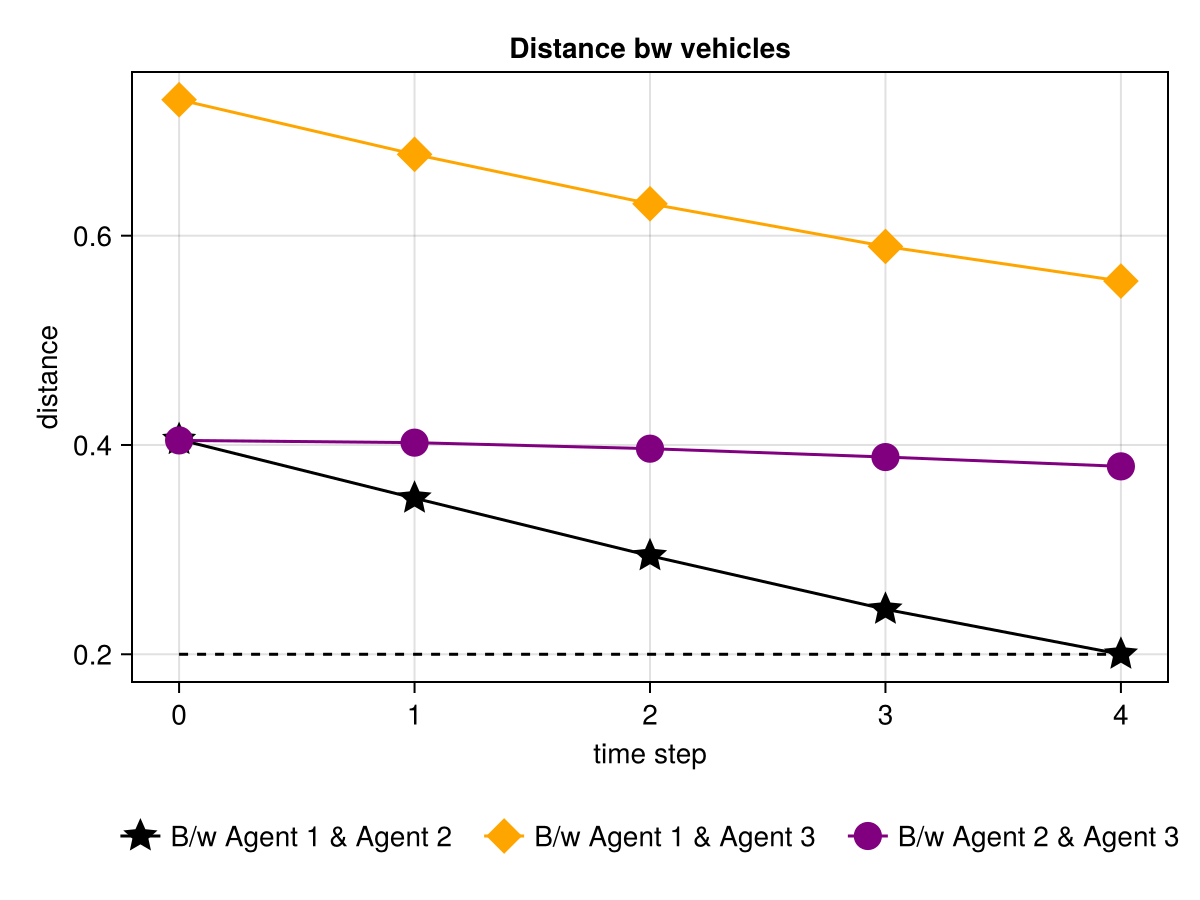 Distance bw vehicles
distance
0.6
0.4
0.2
0 1 2 3 4
time step
B/w Agent 1 & Agent 2 B/w Agent 1 & Agent 3 B/w Agent 2 & Agent 3